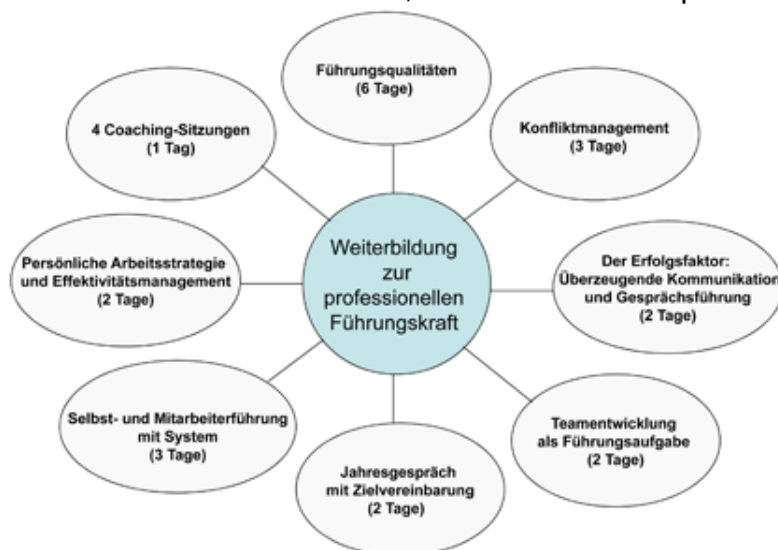 Führungsqualitäten
(6 Tage)
4 Coaching-Sitzungen
(1 Tag)
Konfliktmanagement
(3 Tage)
Weiterbildung
zur
professionellen
Führungskraft
Persönliche Arbeitsstrategie
und Effektivitätsmanagement
(2 Tage)
Der Erfolgsfaktor:
Überzeugende Kommunikation
und Gesprächsführung
(2 Tage)
Selbst- und Mitarbeiterführung
mit System
(3 Tage)
Teamentwicklung
als Führungsaufgabe
(2 Tage)
Jahresgespräch
mit Zielvereinbarung
(2 Tage)